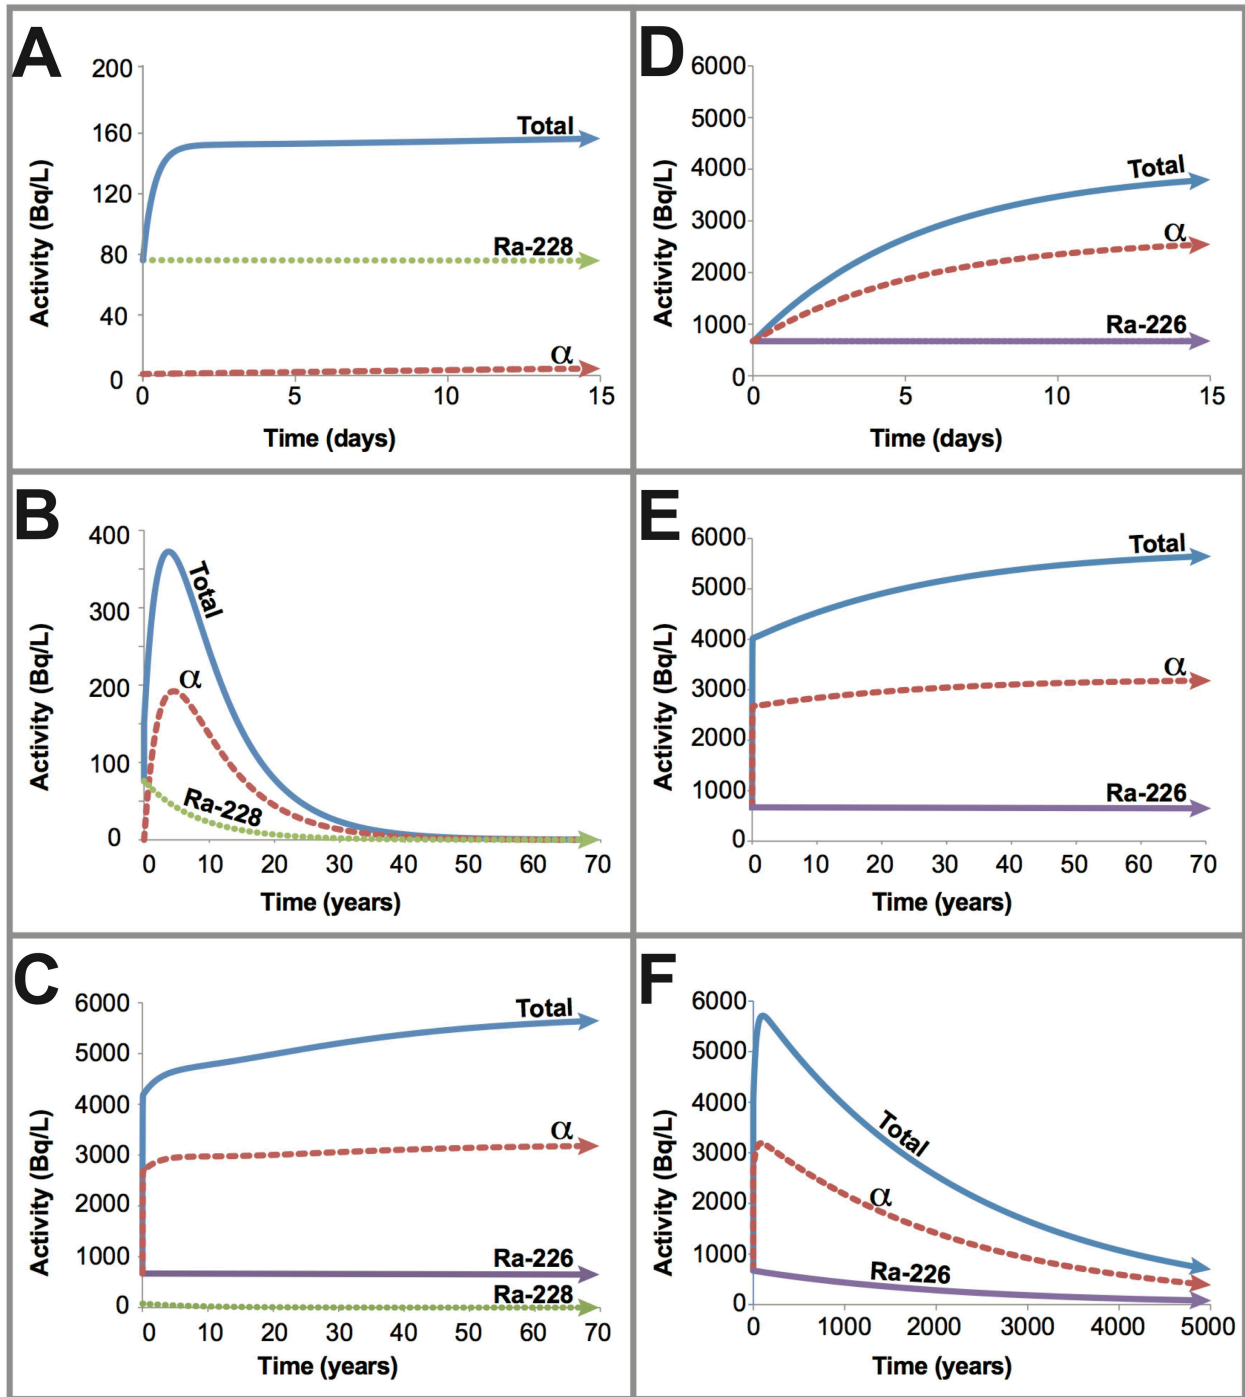 A
Activity (Bq/L)
200
160
120
80
40
0
Total
Ra-228
α
0 5 10 15
Time (days)
D
Activity (Bq/L)
6000
5000
4000
3000
2000
1000
0
Total
α
Ra-226
0 5 10 15
Time (days)
B
Activity (Bq/L)
400
300
200
100
0
Total
α
Ra-228
0 10 20 30 40 50 60 70
Time (years)
E
Activity (Bq/L)
6000
5000
4000
3000
2000
1000
0
Total
α
Ra-226
0 10 20 30 40 50 60 70
Time (years)
C
Activity (Bq/L)
6000
5000
4000
3000
2000
1000
0
Total
α
Ra-226
Ra-228
0 10 20 30 40 50 60 70
Time (years)
F
Activity (Bq/L)
6000
5000
4000
3000
2000
1000
0
Total
α
Ra-226
0 1000 2000 3000 4000 5000
Time (years)